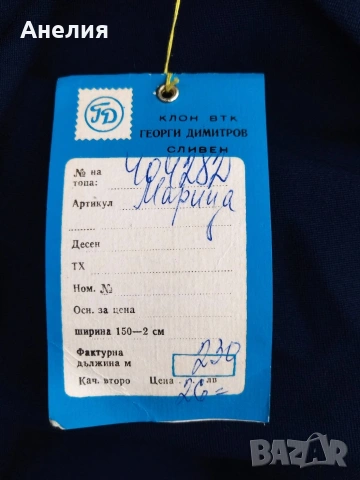 Анелия
ГД
КЛОН ВТК
ГЕОРГИ ДИМИТРОВ
СЛИВЕН
№ на
топа: 404282
Артикул Марица
Десен
ТХ
Ном. №
Осн. за цена
ширина 150—2 см
Фактурна
дължина м 230
Кач. второ Цена лв
26=
BAZAR